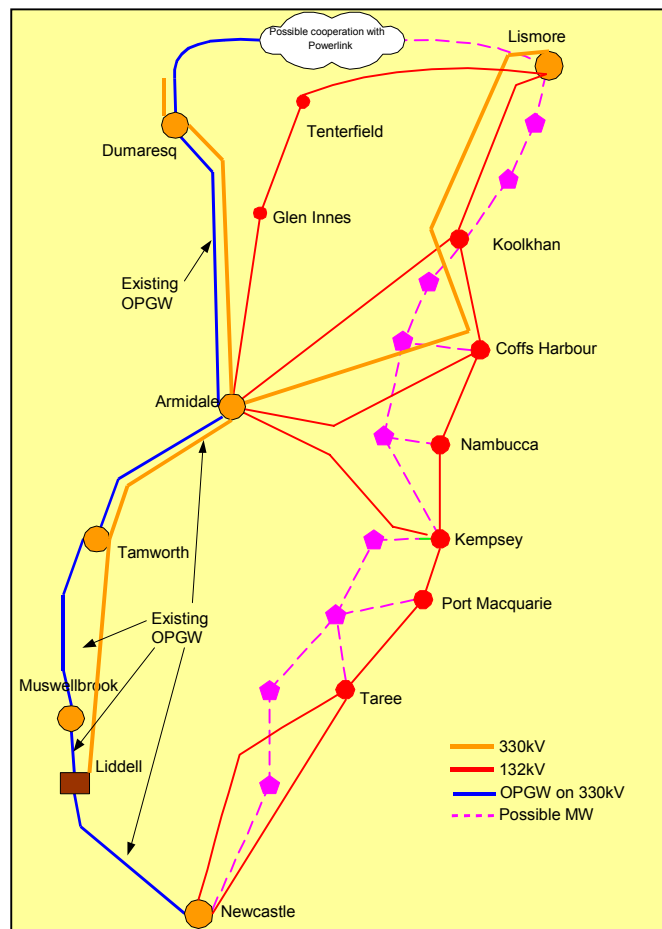 Possible cooperation with
Powerlink
Lismore
Dumaresq
Tenterfield
Glen Innes
Koolkhan
Existing
OPGW
Coffs Harbour
Armidale
Nambucca
Tamworth
Kempsey
Port Macquarie
Existing
OPGW
Muswellbrook
Taree
Liddell
330kV
132kV
OPGW on 330kV
Possible MW
Newcastle